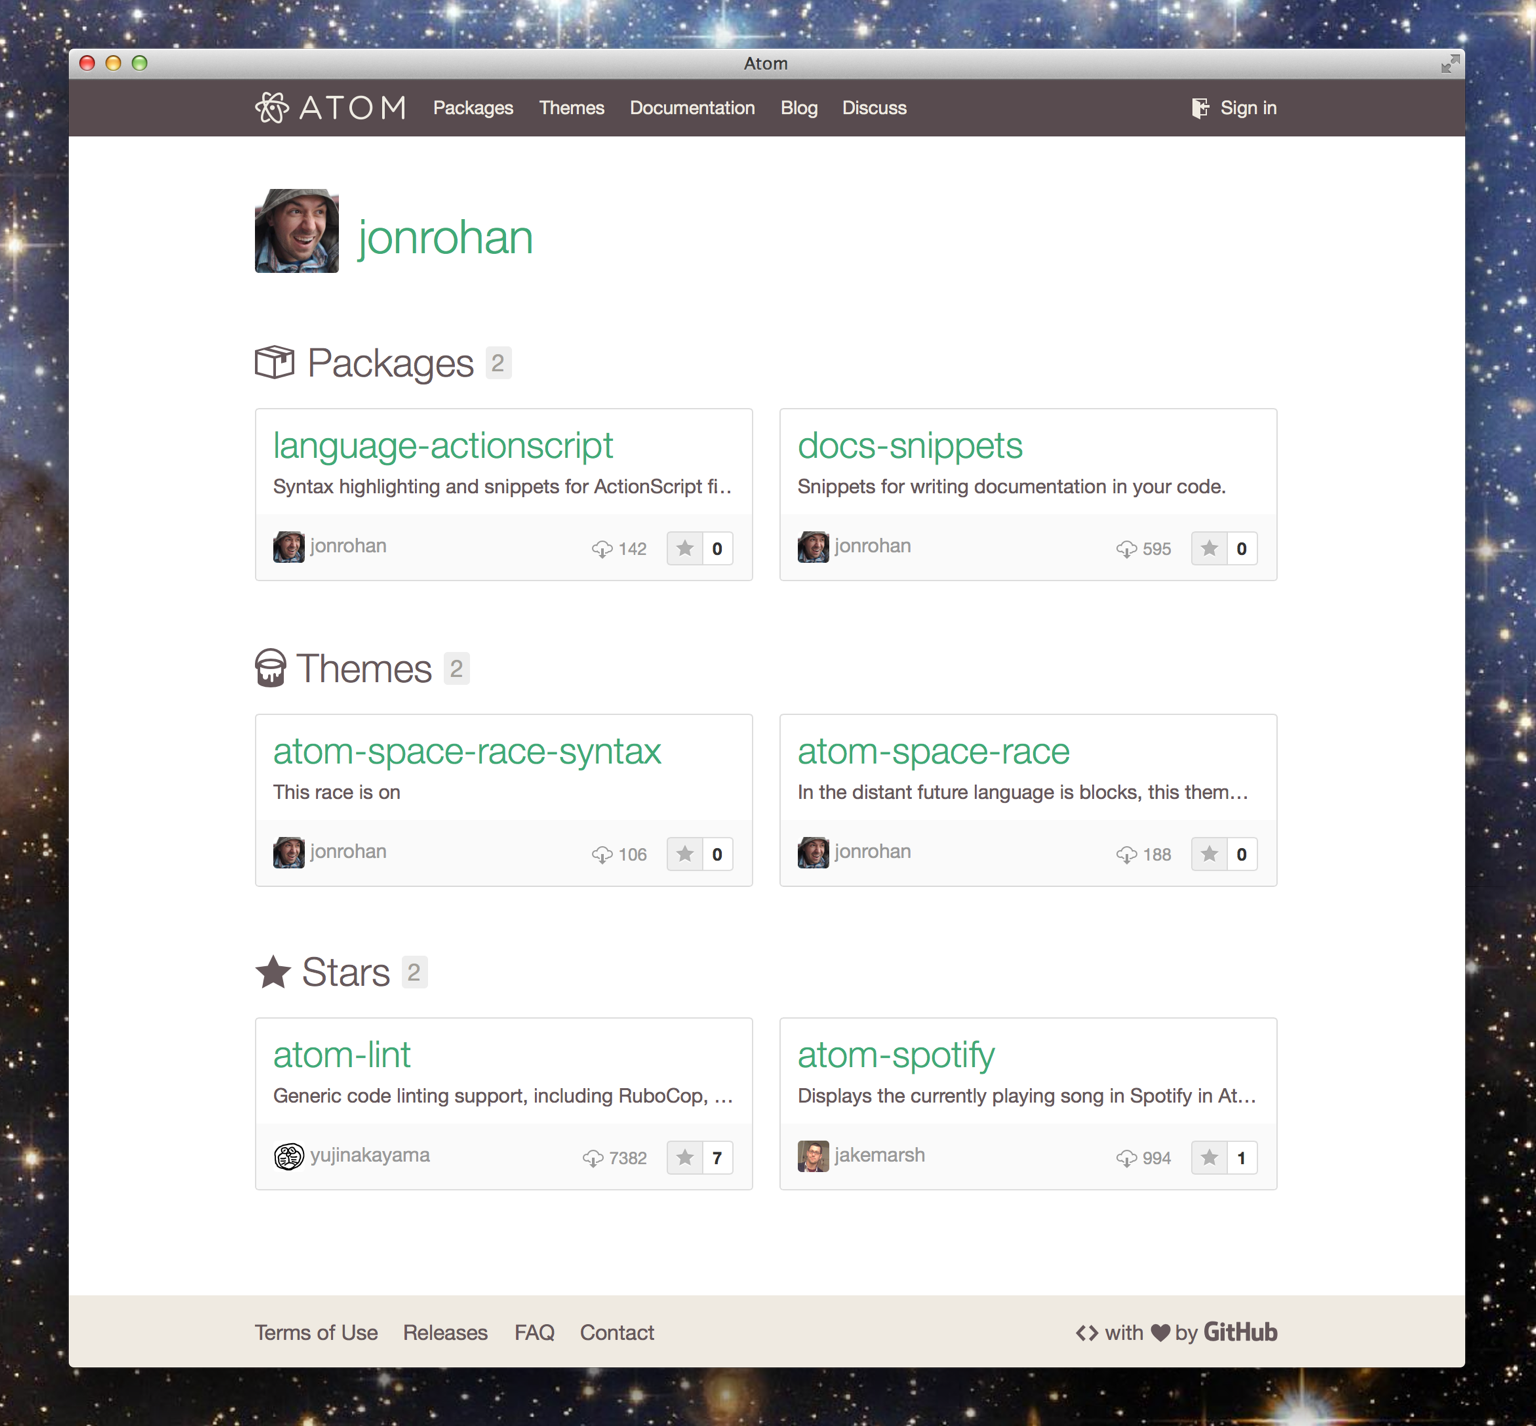 Atom
ATOM Packages Themes Documentation Blog Discuss Sign in
jonrohan
Packages 2
language-actionscript
Syntax highlighting and snippets for ActionScript fi…
jonrohan 142 0
docs-snippets
Snippets for writing documentation in your code.
jonrohan 595 0
Themes 2
atom-space-race-syntax
This race is on
jonrohan 106 0
atom-space-race
In the distant future language is blocks, this them…
jonrohan 188 0
Stars 2
atom-lint
Generic code linting support, including RuboCop, …
yujinakayama 7382 7
atom-spotify
Displays the currently playing song in Spotify in At…
jakemarsh 994 1
Terms of Use Releases FAQ Contact with by GitHub